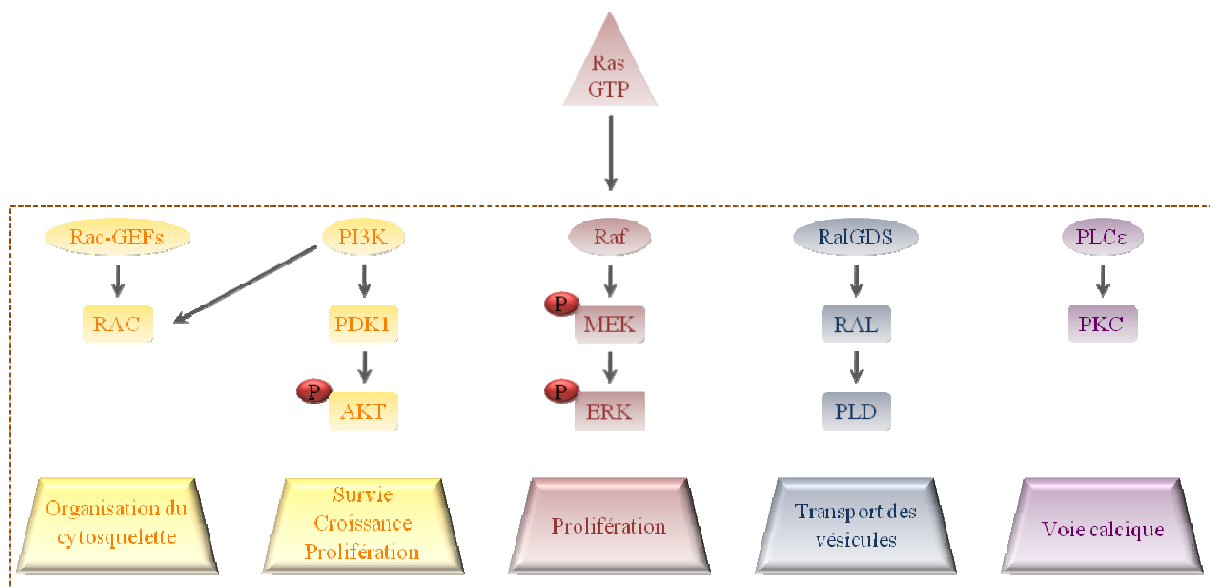 Ras
GTP
Rac-GEFs
PI3K
Raf
RalGDS
PLCε
RAC
PDK1
P
MEK
RAL
PKC
P
AKT
P
ERK
PLD
Organisation du
cytosquelette
Survie
Croissance
Prolifération
Prolifération
Transport des
vésicules
Voie calcique